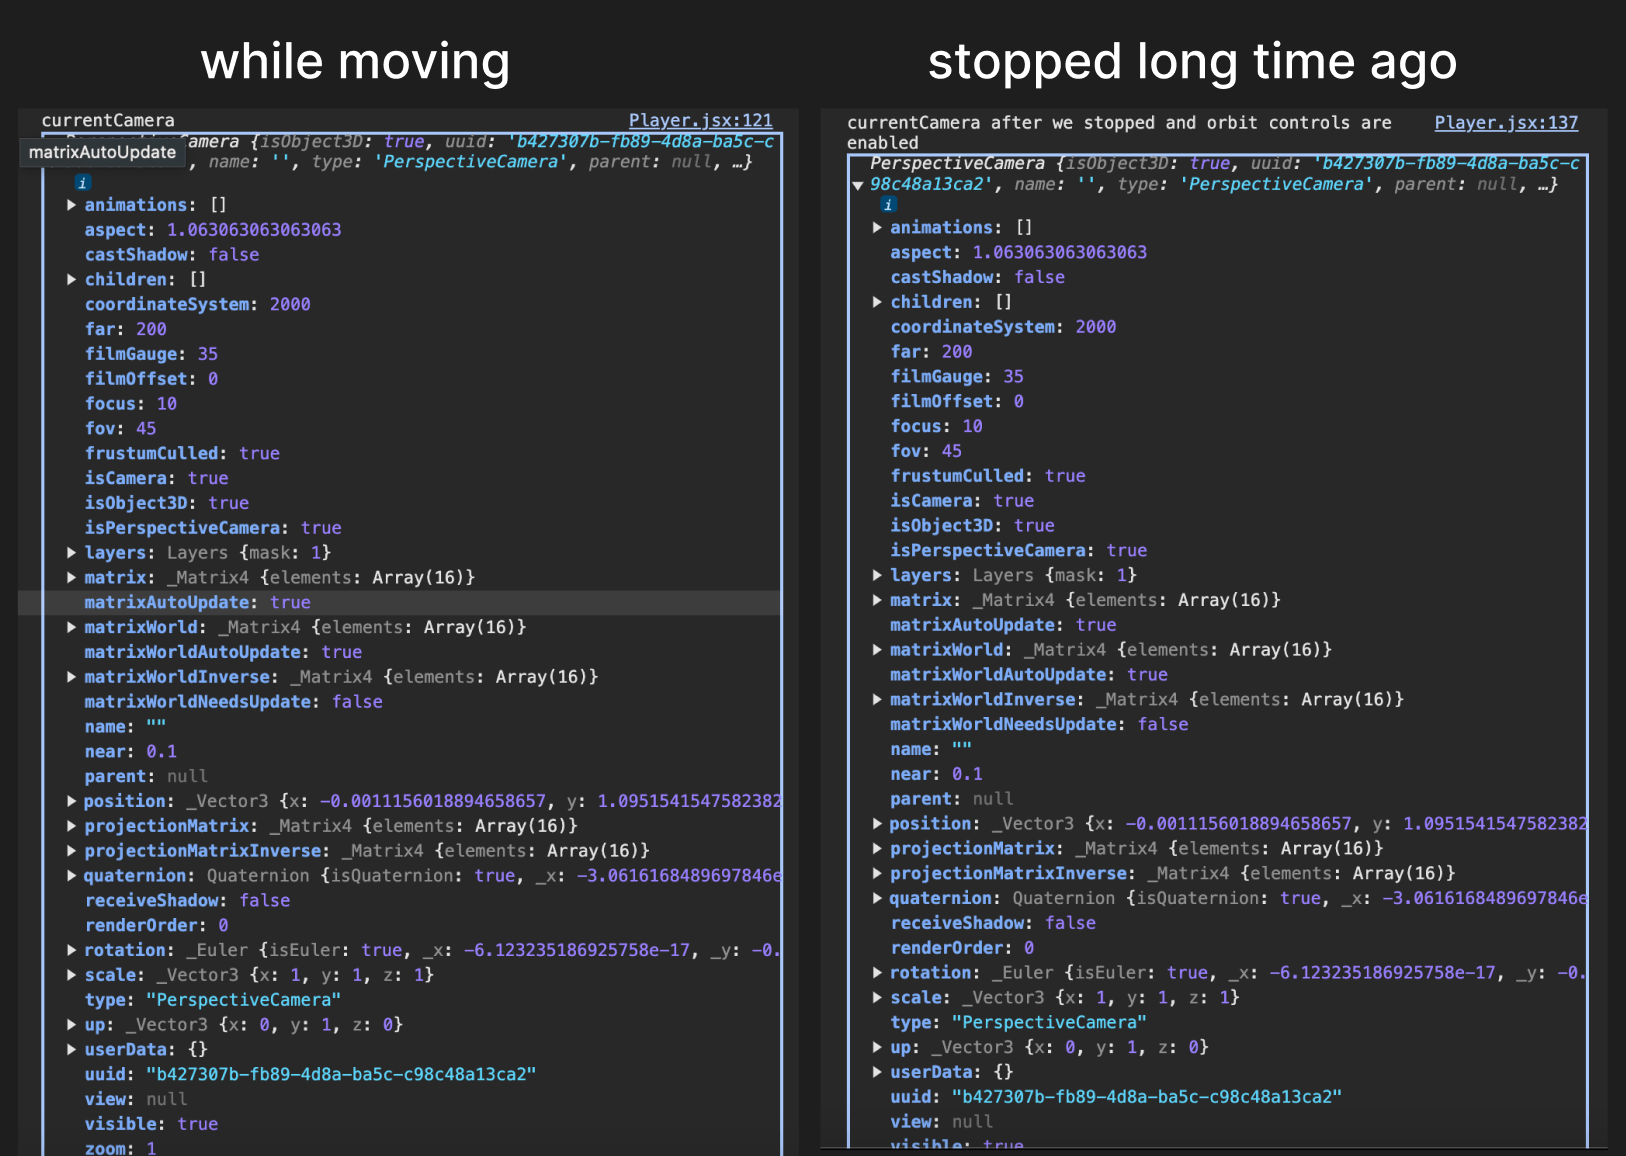 while moving
currentCamera Player.jsx:121
PerspectiveCamera {isObject3D: true, uuid: 'b427307b-fb89-4d8a-ba5c-c
matrixAutoUpdate
, name: '', type: 'PerspectiveCamera', parent: null, …}
i
▶ animations: []
aspect: 1.063063063063063
castShadow: false
▶ children: []
coordinateSystem: 2000
far: 200
filmGauge: 35
filmOffset: 0
focus: 10
fov: 45
frustumCulled: true
isCamera: true
isObject3D: true
isPerspectiveCamera: true
▶ layers: Layers {mask: 1}
▶ matrix: _Matrix4 {elements: Array(16)}
matrixAutoUpdate: true
▶ matrixWorld: _Matrix4 {elements: Array(16)}
matrixWorldAutoUpdate: true
▶ matrixWorldInverse: _Matrix4 {elements: Array(16)}
matrixWorldNeedsUpdate: false
name: ""
near: 0.1
parent: null
▶ position: _Vector3 {x: -0.0011156018894658657, y: 1.0951541547582382
▶ projectionMatrix: _Matrix4 {elements: Array(16)}
▶ projectionMatrixInverse: _Matrix4 {elements: Array(16)}
▶ quaternion: Quaternion {isQuaternion: true, _x: -3.0616168489697846e
receiveShadow: false
renderOrder: 0
▶ rotation: _Euler {isEuler: true, _x: -6.123235186925758e-17, _y: -0.
▶ scale: _Vector3 {x: 1, y: 1, z: 1}
type: "PerspectiveCamera"
▶ up: _Vector3 {x: 0, y: 1, z: 0}
▶ userData: {}
uuid: "b427307b-fb89-4d8a-ba5c-c98c48a13ca2"
view: null
visible: true
zoom: 1
stopped long time ago
currentCamera after we stopped and orbit controls are Player.jsx:137
enabled
PerspectiveCamera {isObject3D: true, uuid: 'b427307b-fb89-4d8a-ba5c-c
▼ 98c48a13ca2', name: '', type: 'PerspectiveCamera', parent: null, …}
i
▶ animations: []
aspect: 1.063063063063063
castShadow: false
▶ children: []
coordinateSystem: 2000
far: 200
filmGauge: 35
filmOffset: 0
focus: 10
fov: 45
frustumCulled: true
isCamera: true
isObject3D: true
isPerspectiveCamera: true
▶ layers: Layers {mask: 1}
▶ matrix: _Matrix4 {elements: Array(16)}
matrixAutoUpdate: true
▶ matrixWorld: _Matrix4 {elements: Array(16)}
matrixWorldAutoUpdate: true
▶ matrixWorldInverse: _Matrix4 {elements: Array(16)}
matrixWorldNeedsUpdate: false
name: ""
near: 0.1
parent: null
▶ position: _Vector3 {x: -0.0011156018894658657, y: 1.0951541547582382
▶ projectionMatrix: _Matrix4 {elements: Array(16)}
▶ projectionMatrixInverse: _Matrix4 {elements: Array(16)}
▶ quaternion: Quaternion {isQuaternion: true, _x: -3.0616168489697846e
receiveShadow: false
renderOrder: 0
▶ rotation: _Euler {isEuler: true, _x: -6.123235186925758e-17, _y: -0.
▶ scale: _Vector3 {x: 1, y: 1, z: 1}
type: "PerspectiveCamera"
▶ up: _Vector3 {x: 0, y: 1, z: 0}
▶ userData: {}
uuid: "b427307b-fb89-4d8a-ba5c-c98c48a13ca2"
view: null
visible: true